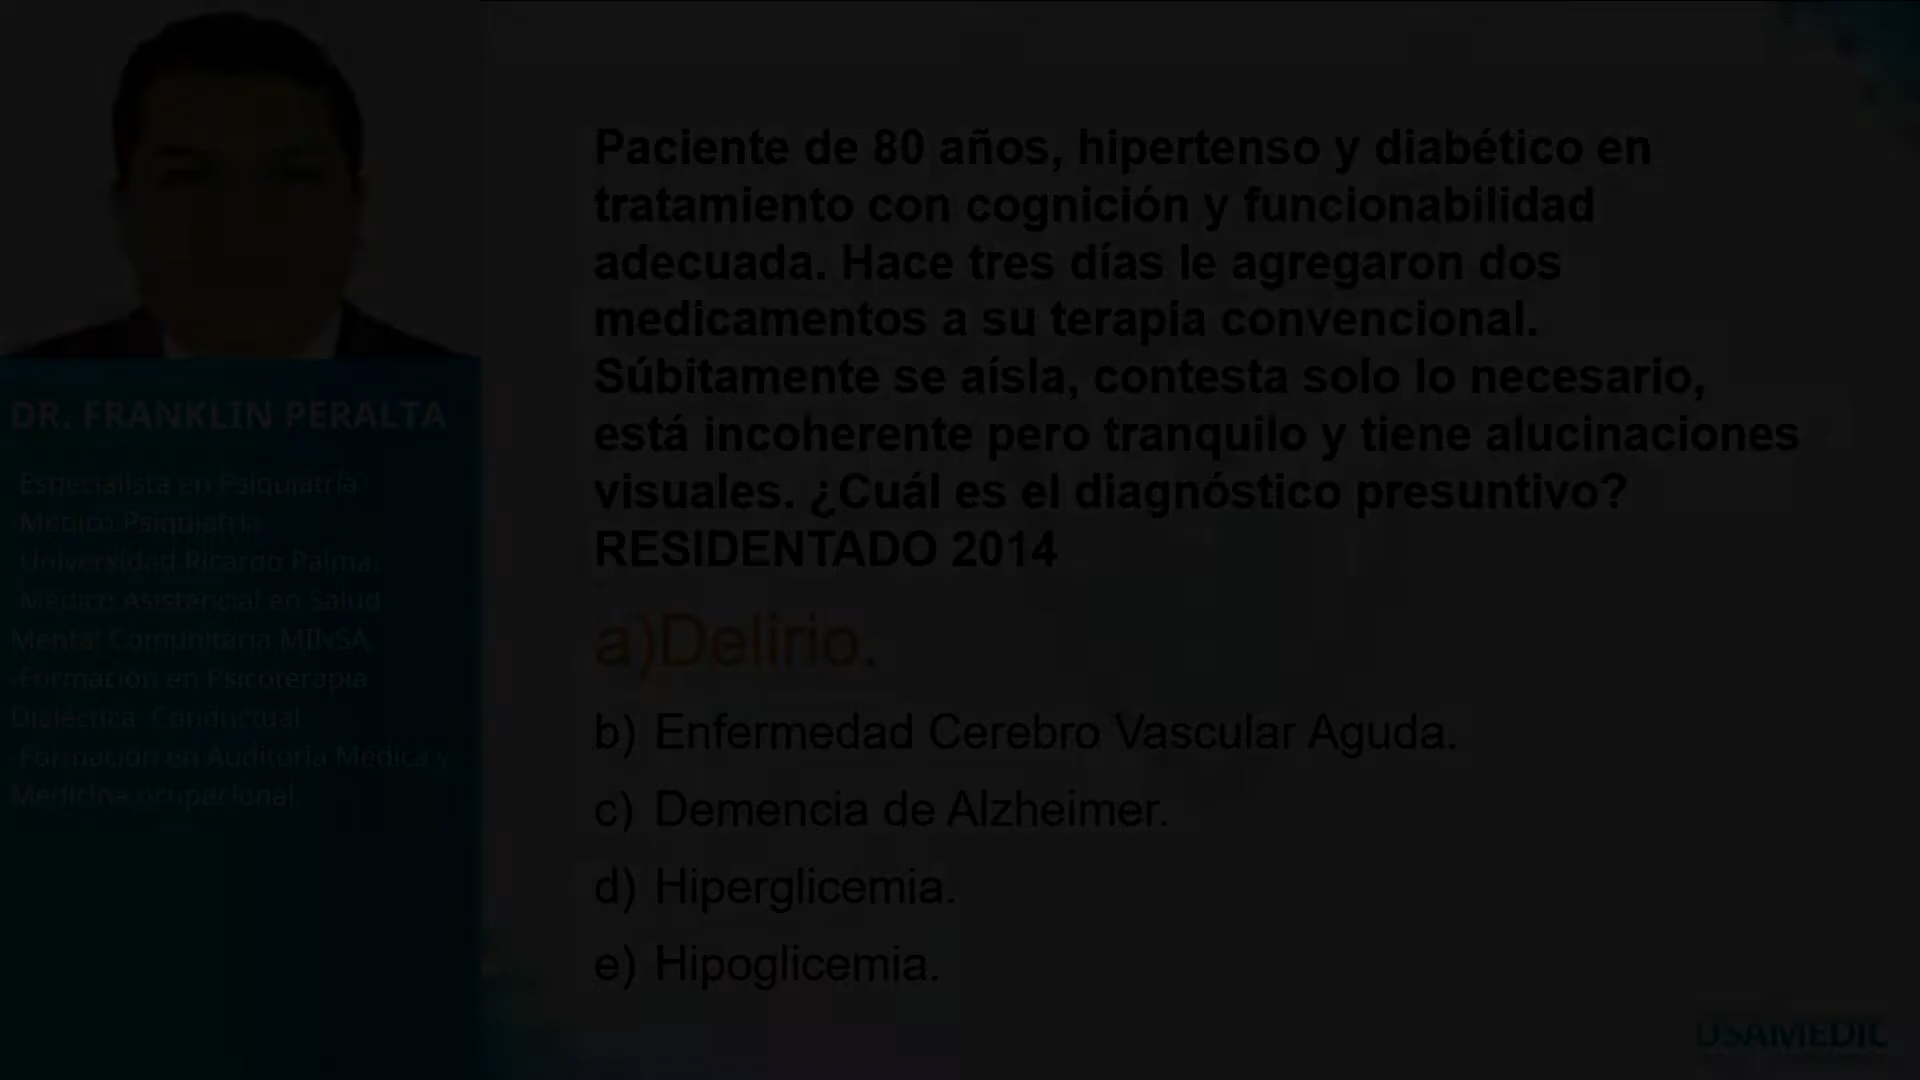 DR. FRANKLIN PERALTA
-Especialista en Psiquiatría
-Médico Psiquiatría
-Universidad Ricardo Palma.
-Médico Asistencial en Salud
Mental Comunitaria MINSA
-Formación en Psicoterapia
Dialéctica Conductual
-Formación en Auditoría Médica y
Medicina ocupacional.
Paciente de 80 años, hipertenso y diabético en
tratamiento con cognición y funcionabilidad
adecuada. Hace tres días le agregaron dos
medicamentos a su terapia convencional.
Súbitamente se aísla, contesta solo lo necesario,
está incoherente pero tranquilo y tiene alucinaciones
visuales. ¿Cuál es el diagnóstico presuntivo?
RESIDENTADO 2014
a)Delirio.
b) Enfermedad Cerebro Vascular Aguda.
c) Demencia de Alzheimer.
d) Hiperglicemia.
e) Hipoglicemia.
USAMEDIC